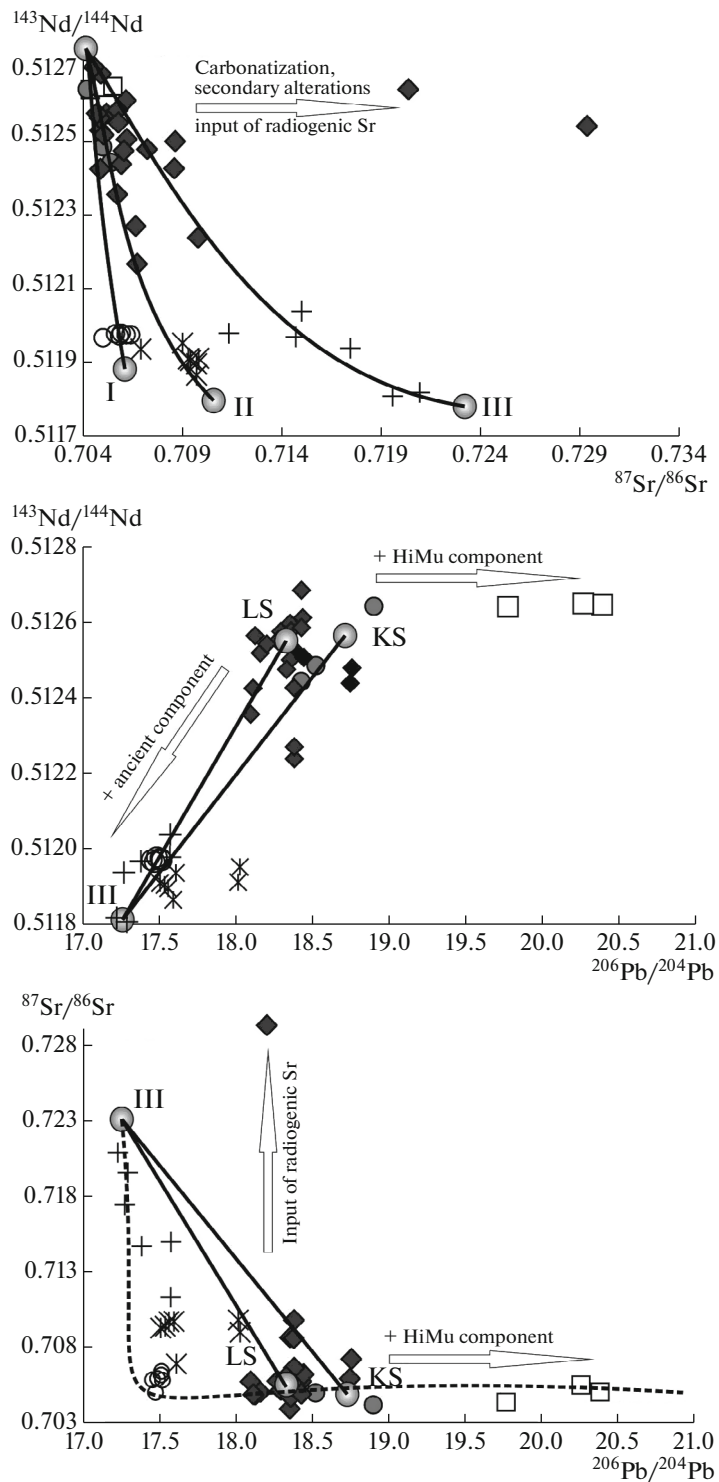 ¹⁴³Nd/¹⁴⁴Nd
0.5127
0.5125
0.5123
0.5121
0.5119
0.5117
Carbonatization,
secondary alterations
input of radiogenic Sr
I
II
III
0.704 0.709 0.714 0.719 0.724 0.729 0.734
⁸⁷Sr/⁸⁶Sr
¹⁴³Nd/¹⁴⁴Nd
0.5128
0.5126
0.5124
0.5122
0.5120
0.5118
+ HiMu component
LS
KS
+ ancient component
III
17.0 17.5 18.0 18.5 19.0 19.5 20.0 20.5 21.0
²⁰⁶Pb/²⁰⁴Pb
⁸⁷Sr/⁸⁶Sr
0.728
0.723
0.718
0.713
0.708
0.703
III
Input of radiogenic Sr
+ HiMu component
LS
KS
17.0 17.5 18.0 18.5 19.0 19.5 20.0 20.5 21.0
²⁰⁶Pb/²⁰⁴Pb